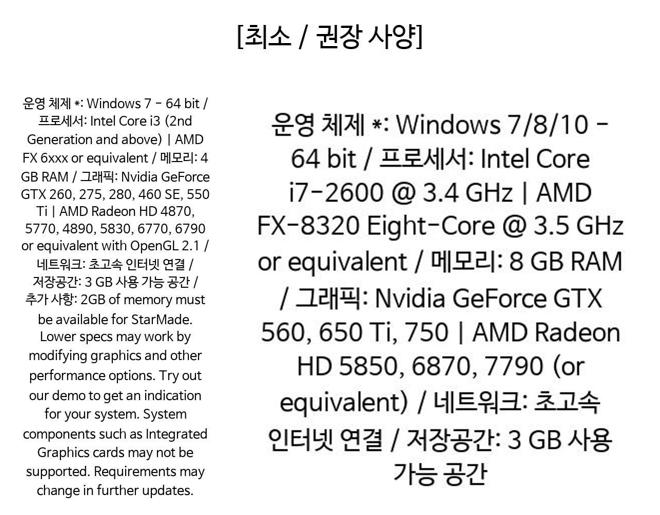 [최소 / 권장 사양]
운영 체제 *: Windows 7 - 64 bit /
프로세서: Intel Core i3 (2nd
Generation and above) | AMD
FX 6xxx or equivalent / 메모리: 4
GB RAM / 그래픽: Nvidia GeForce
GTX 260, 275, 280, 460 SE, 550
Ti | AMD Radeon HD 4870,
5770, 4890, 5830, 6770, 6790
or equivalent with OpenGL 2.1 /
네트워크: 초고속 인터넷 연결 /
저장공간: 3 GB 사용 가능 공간 /
추가 사항: 2GB of memory must
be available for StarMade.
Lower specs may work by
modifying graphics and other
performance options. Try out
our demo to get an indication
for your system. System
components such as Integrated
Graphics cards may not be
supported. Requirements may
change in further updates.
운영 체제 *: Windows 7/8/10 -
64 bit / 프로세서: Intel Core
i7-2600 @ 3.4 GHz | AMD
FX-8320 Eight-Core @ 3.5 GHz
or equivalent / 메모리: 8 GB RAM
/ 그래픽: Nvidia GeForce GTX
560, 650 Ti, 750 | AMD Radeon
HD 5850, 6870, 7790 (or
equivalent) / 네트워크: 초고속
인터넷 연결 / 저장공간: 3 GB 사용
가능 공간